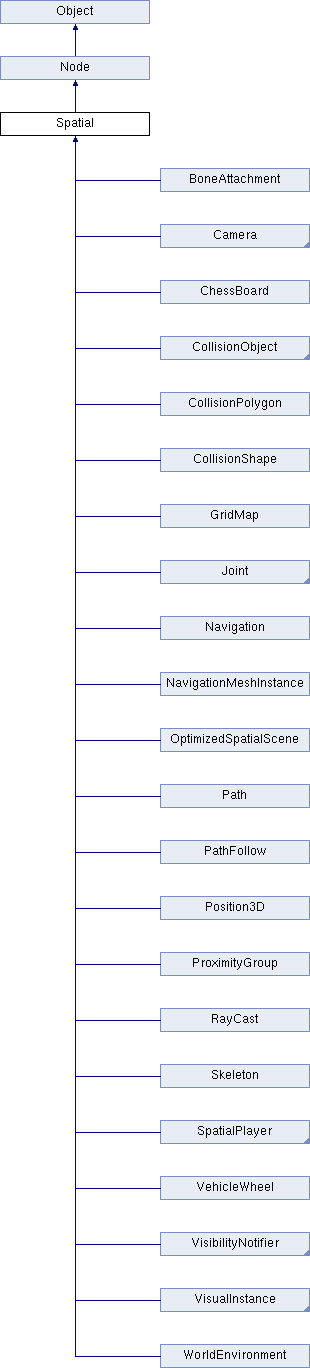 Object
Node
Spatial
BoneAttachment
Camera
ChessBoard
CollisionObject
CollisionPolygon
CollisionShape
GridMap
Joint
Navigation
NavigationMeshInstance
OptimizedSpatialScene
Path
PathFollow
Position3D
ProximityGroup
RayCast
Skeleton
SpatialPlayer
VehicleWheel
VisibilityNotifier
VisualInstance
WorldEnvironment